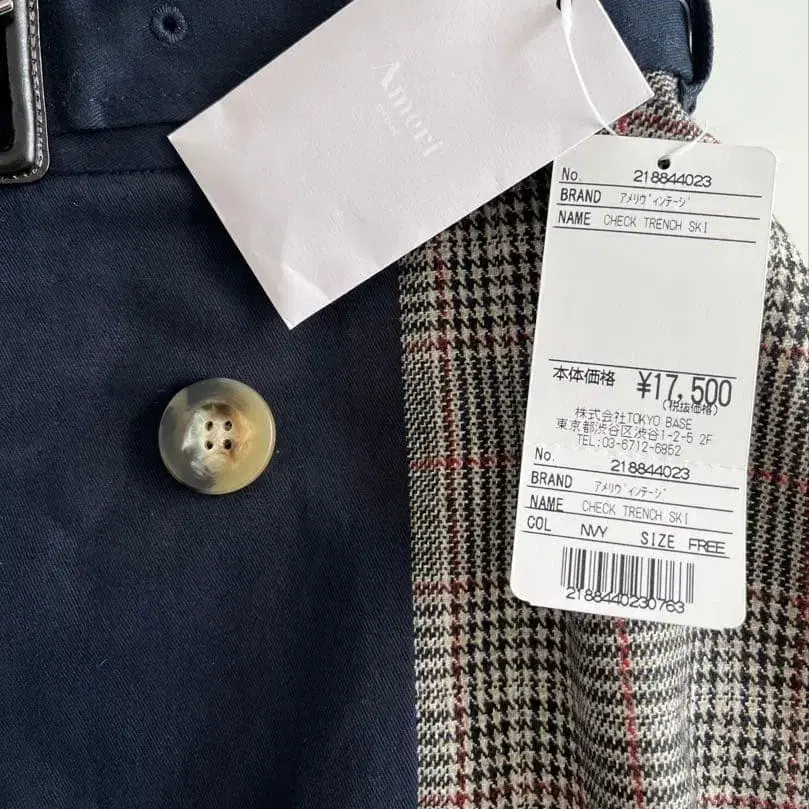 Ameri
No. 218844023
BRAND アメリヴィンテージ
NAME CHECK TRENCH SKI
本体価格 ¥17,500
(税抜価格)
株式会社TOKYO BASE
東京都渋谷区渋谷1-2-5 2F
TEL:03-6712-6852
No. 218844023
BRAND アメリヴィンテージ
NAME CHECK TRENCH SKI
COL NVY SIZE FREE
2188440230763